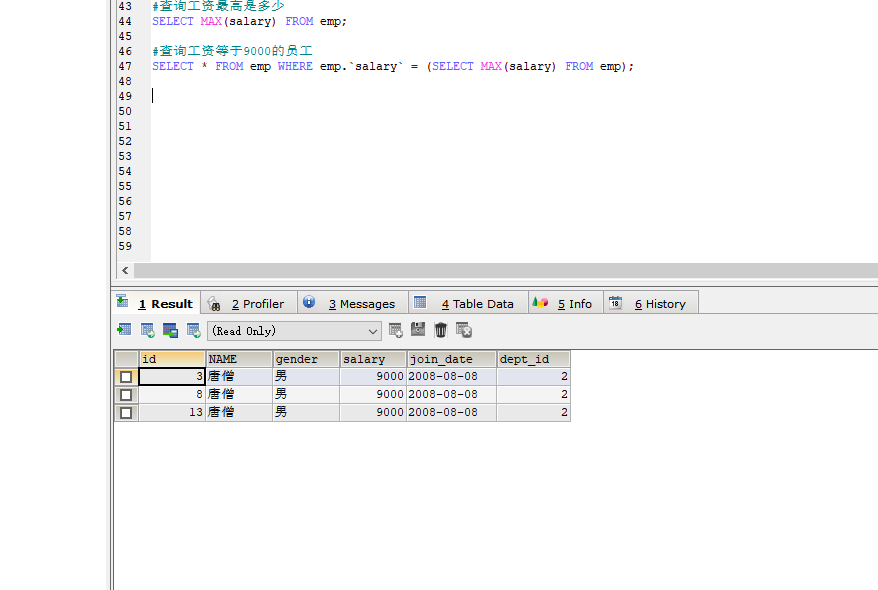 43 #查询工资最高是多少
44 SELECT MAX(salary) FROM emp;
45
46 #查询工资等于9000的员工
47 SELECT * FROM emp WHERE emp.`salary` = (SELECT MAX(salary) FROM emp);
48
49
50
51
52
53
54
55
56
57
58
59
1 Result 2 Profiler 3 Messages 4 Table Data 5 Info 18 6 History
(Read Only)
id NAME gender salary join_date dept_id
3 唐僧 男 9000 2008-08-08 2
8 唐僧 男 9000 2008-08-08 2
13 唐僧 男 9000 2008-08-08 2